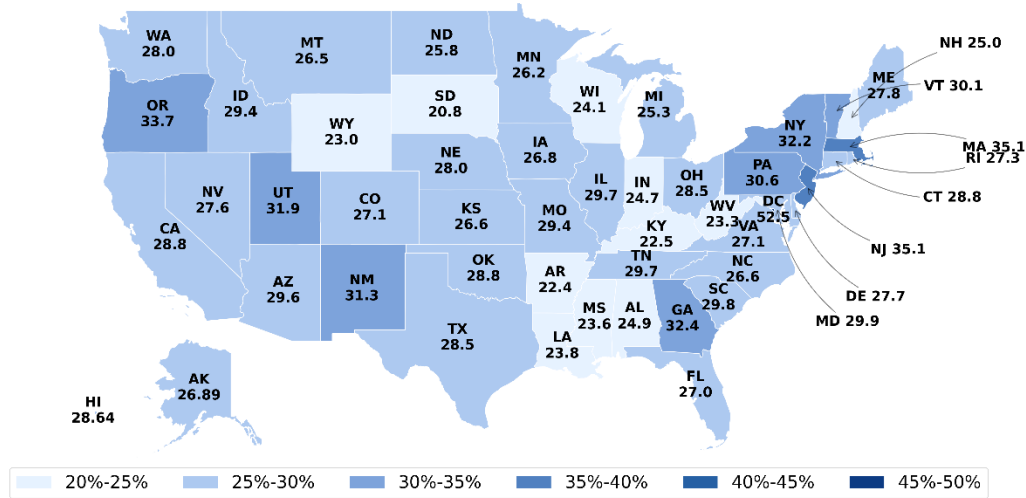 WA
28.0
MT
26.5
ND
25.8
MN
26.2
NH 25.0
ME
27.8
VT 30.1
OR
33.7
ID
29.4
WY
23.0
SD
20.8
WI
24.1
MI
25.3
NY
32.2
MA 35.1
RI 27.3
NV
27.6
UT
31.9
CO
27.1
NE
28.0
IA
26.8
IL
29.7
IN
24.7
OH
28.5
PA
30.6
CT 28.8
CA
28.8
KS
26.6
MO
29.4
KY
22.5
WV
23.3
DC
52.5
VA
27.1
NJ 35.1
AZ
29.6
NM
31.3
OK
28.8
AR
22.4
TN
29.7
NC
26.6
SC
29.8
DE 27.7
MD 29.9
TX
28.5
LA
23.8
MS
23.6
AL
24.9
GA
32.4
FL
27.0
AK
26.89
HI
28.64
20%-25%
25%-30%
30%-35%
35%-40%
40%-45%
45%-50%